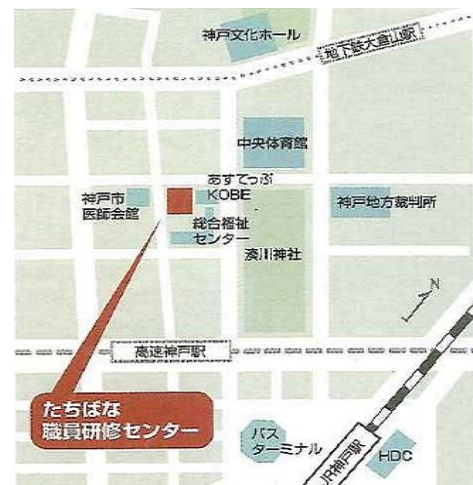 神戸文化ホール
地下鉄大倉山駅
中央体育館
あすてっぷ
KOBE
神戸市
医師会館
総合福祉
センター
神戸地方裁判所
湊川神社
N
高速神戸駅
たちばな
職員研修センター
バス
ターミナル
JR神戸駅
HDC